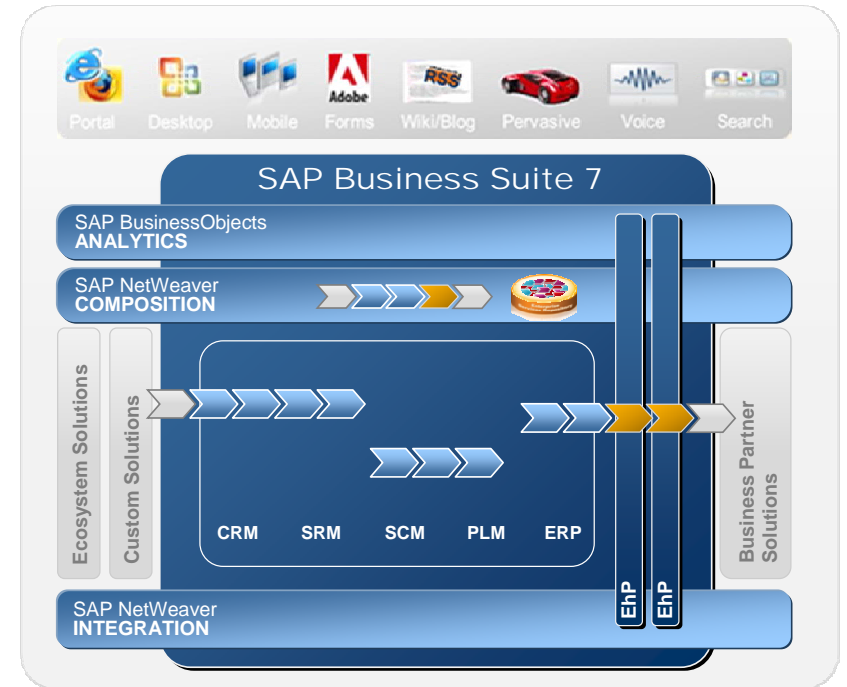 RSS
Adobe
Portal Desktop Mobile Forms Wiki/Blog Pervasive Voice Search
SAP Business Suite 7
SAP BusinessObjects
ANALYTICS
SAP NetWeaver
COMPOSITION
Ecosystem Solutions
Custom Solutions
CRM SRM SCM PLM ERP
EhP
EhP
Business Partner
Solutions
SAP NetWeaver
INTEGRATION